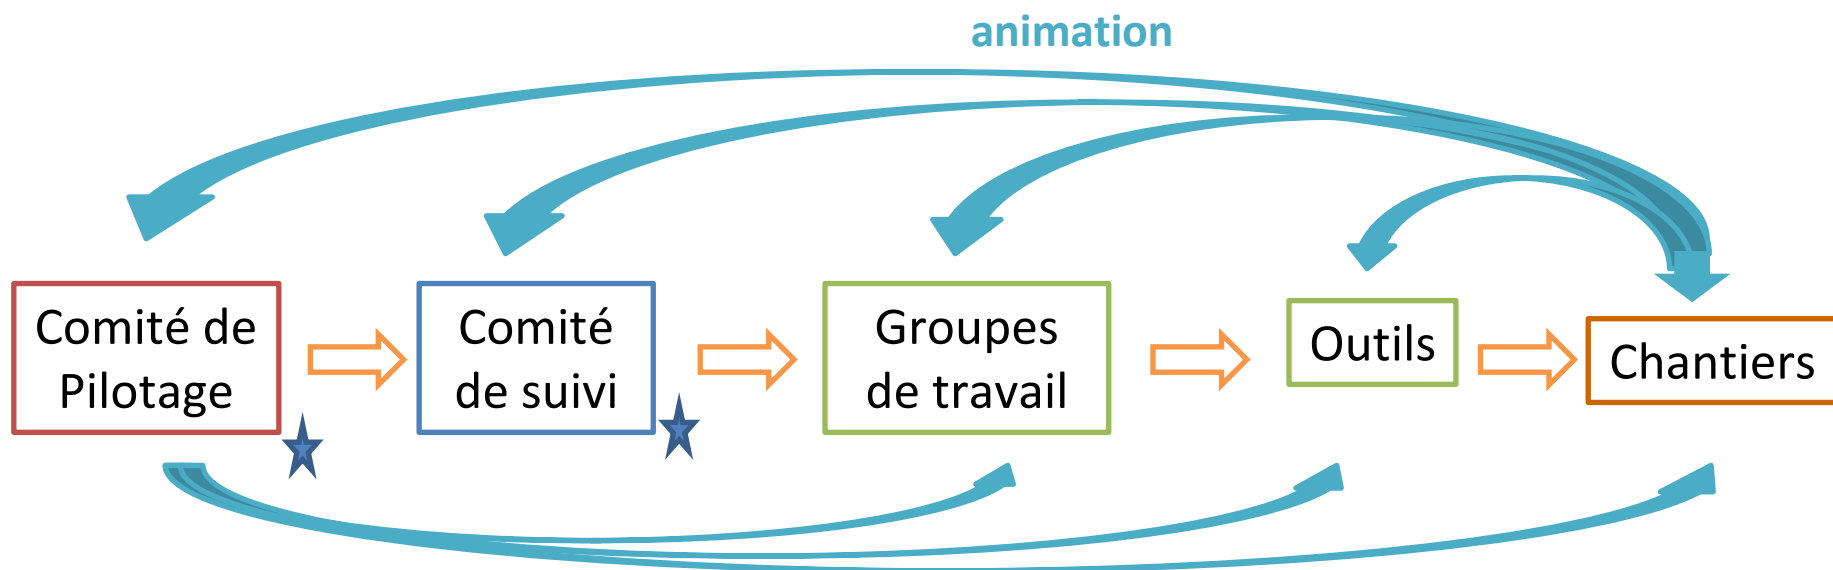 animation
Comité de
Pilotage
Comité
de suivi
Groupes
de travail
Outils
Chantiers